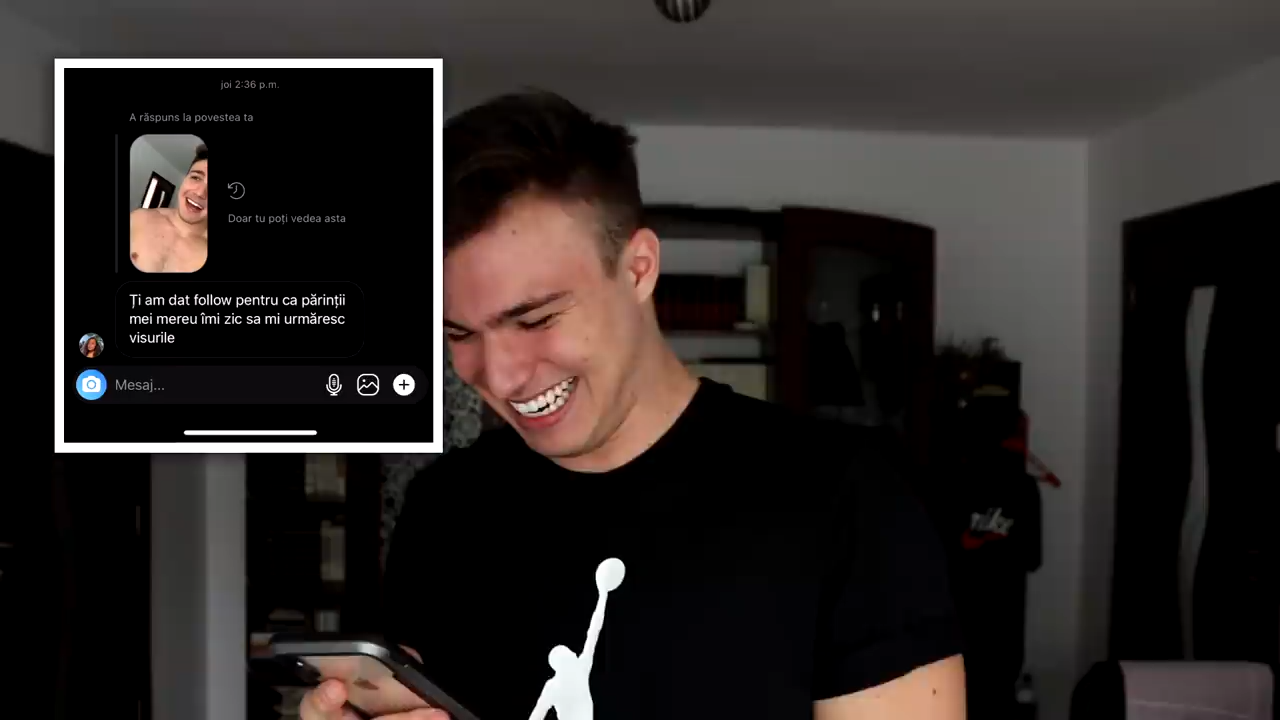 joi 2:36 p.m.
A răspuns la povestea ta
Doar tu poți vedea asta
Ți am dat follow pentru ca părinții
mei mereu îmi zic sa mi urmăresc
visurile
Mesaj...
nike